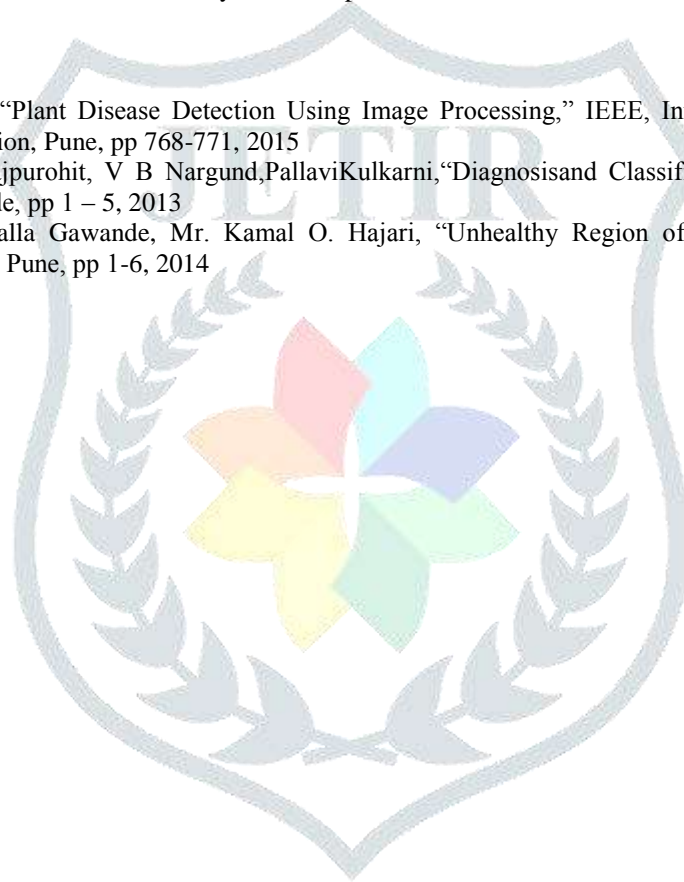 “Plant Disease Detection Using Image Processing,” IEEE,
ion, Pune, pp 768-771, 2015
jpurohit, V B Nargund,PallaviKulkarni,“Diagnosisand Classif
le, pp 1 – 5, 2013
alla Gawande, Mr. Kamal O. Hajari, “Unhealthy Region of
Pune, pp 1-6, 2014
JETIR